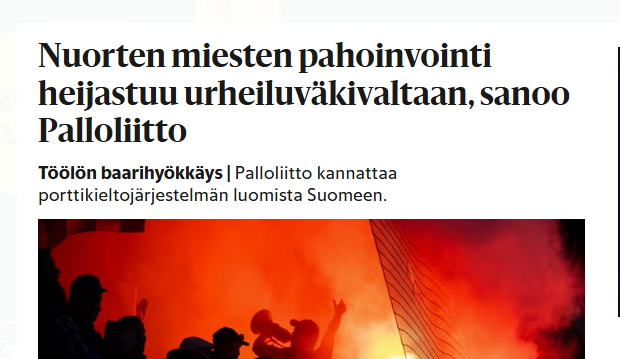 Nuorten miesten pahoinvointi
heijastuu urheiluväkivaltaan, sanoo
Palloliitto
Töölön baarihyökkäys | Palloliitto kannattaa
porttikieltojärjestelmän luomista Suomeen.